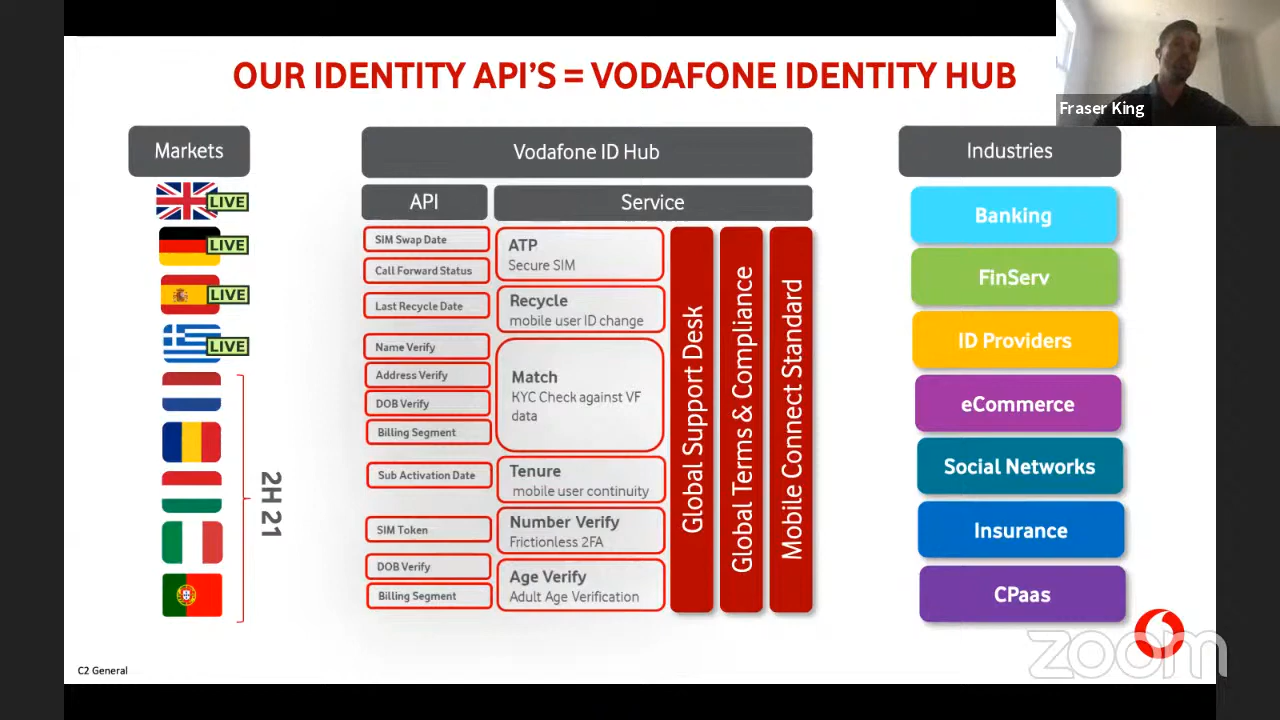 OUR IDENTITY API'S = VODAFONE IDENTITY HUB
Fraser King
Markets
LIVE
LIVE
LIVE
LIVE
2H 21
Vodafone ID Hub
API
Service
SIM Swap Date
Call Forward Status
Last Recycle Date
Name Verify
Address Verify
DOB Verify
Billing Segment
Sub Activation Date
SIM Token
DOB Verify
Billing Segment
ATP
Secure SIM
Recycle
mobile user ID change
Match
KYC Check against VF
data
Tenure
mobile user continuity
Number Verify
Frictionless 2FA
Age Verify
Adult Age Verification
Global Support Desk
Global Terms & Compliance
Mobile Connect Standard
Industries
Banking
FinServ
ID Providers
eCommerce
Social Networks
Insurance
CPaas
zoom
C2 General